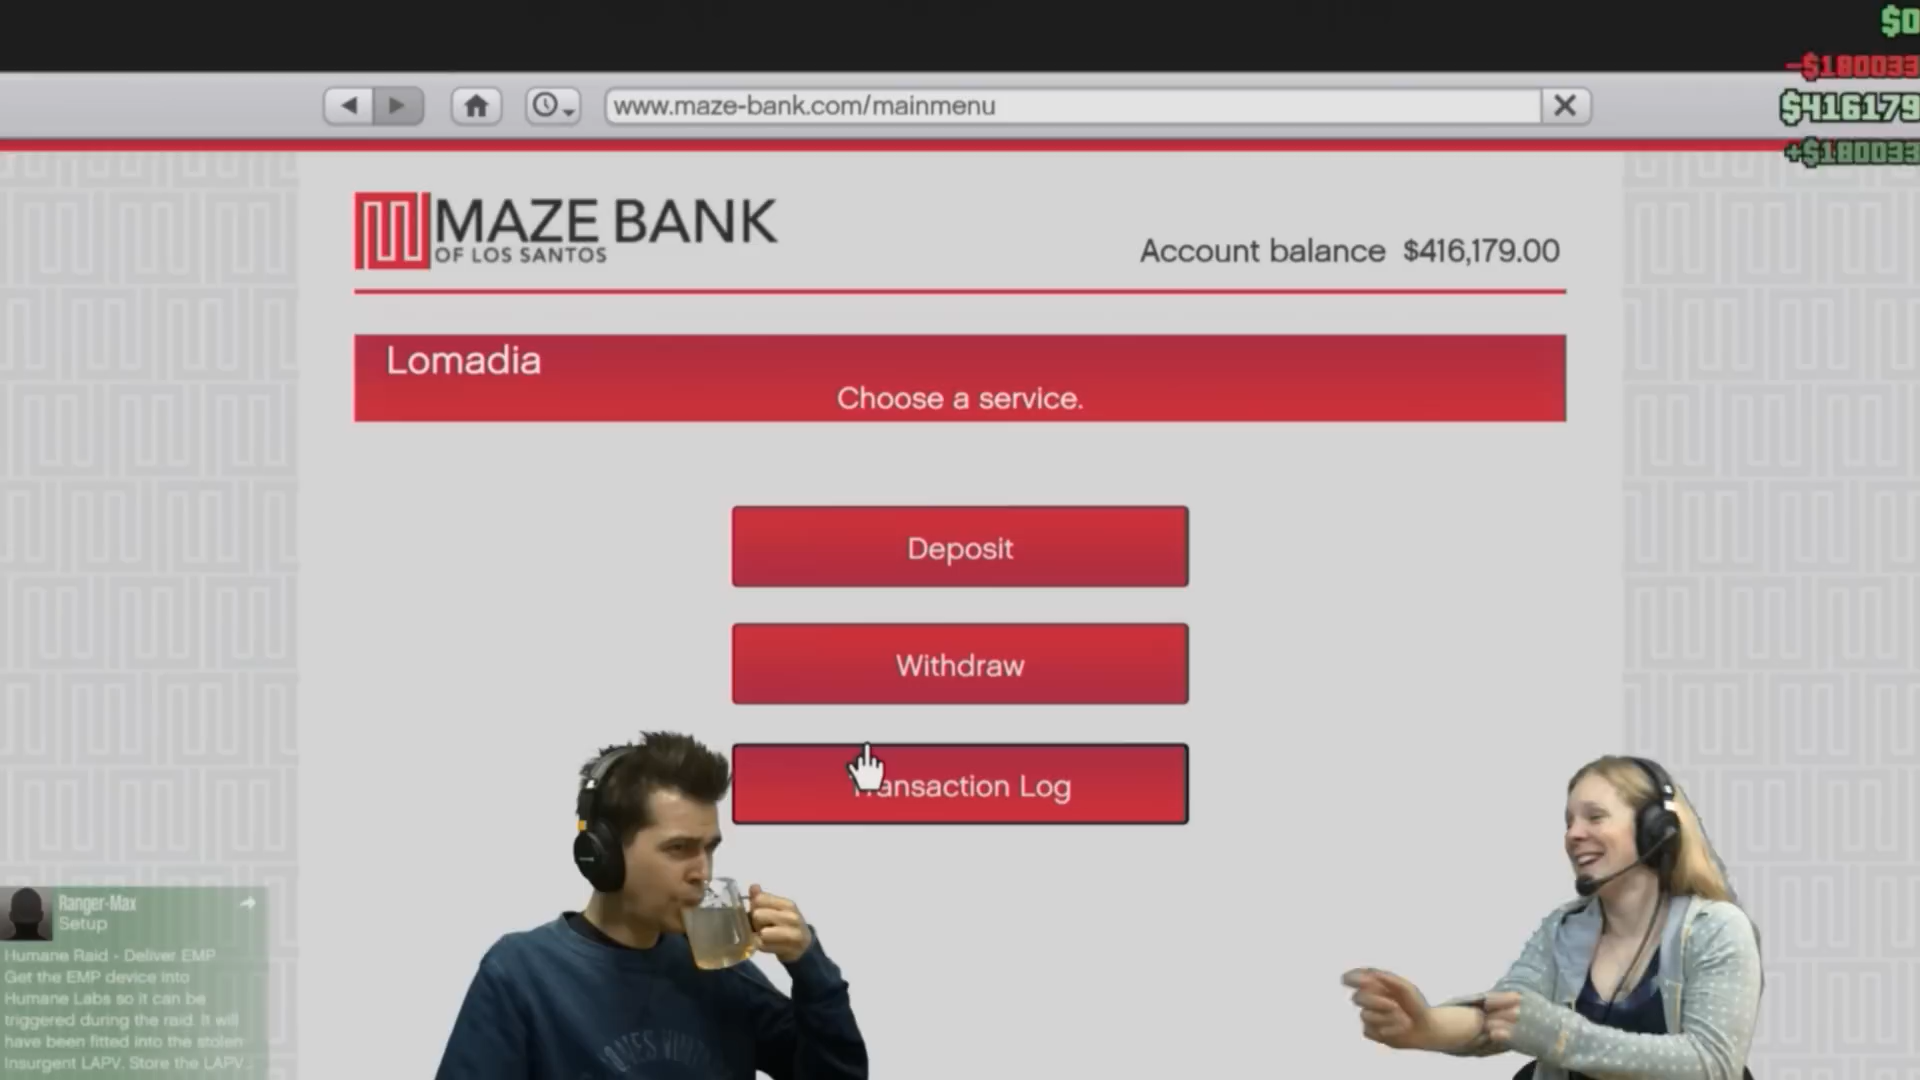 $0
-$180033
www.maze-bank.com/mainmenu
$416179
+$180033
MAZE BANK
OF LOS SANTOS
Account balance $416,179.00
Lomadia
Choose a service.
Deposit
Withdraw
Transaction Log
Ranger-Max
Setup
Humane Raid - Deliver EMP
Get the EMP device into
Humane Labs so it can be
triggered during the raid. It will
have been fitted into the stolen
Insurgent LAPV. Store the LAPV...